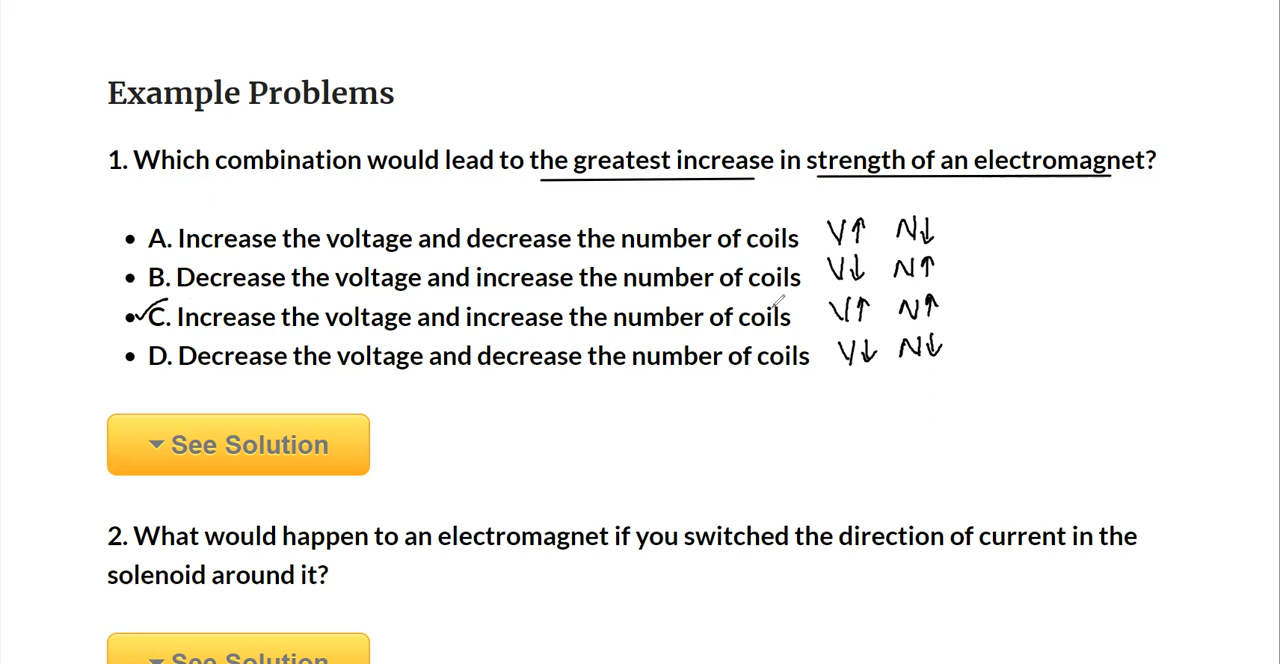 Example Problems
1. Which combination would lead to the greatest increase in strength of an electromagnet?
• A. Increase the voltage and decrease the number of coils V↑ N↓
• B. Decrease the voltage and increase the number of coils V↓ N↑
• ✓C. Increase the voltage and increase the number of coils V↑ N↑
• D. Decrease the voltage and decrease the number of coils V↓ N↓
See Solution
2. What would happen to an electromagnet if you switched the direction of current in the
solenoid around it?
See Solution